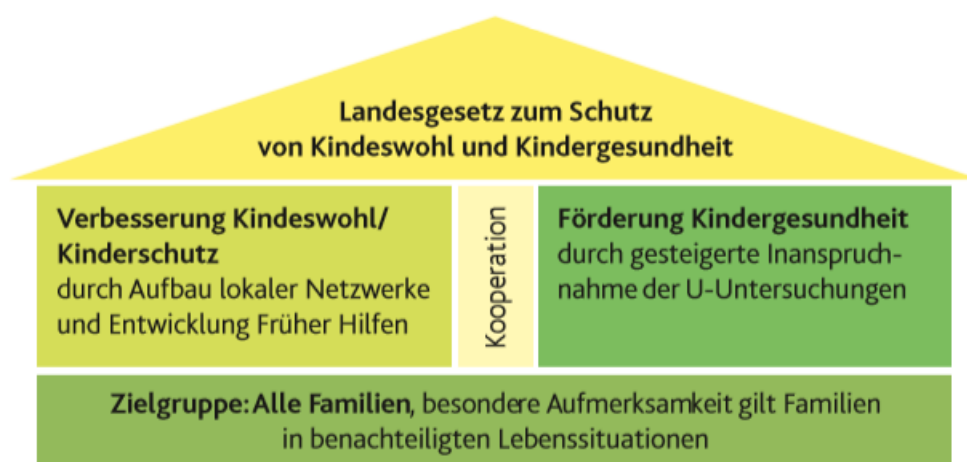 Landesgesetz zum Schutz
von Kindeswohl und Kindergesundheit
Verbesserung Kindeswohl/
Kinderschutz
durch Aufbau lokaler Netzwerke
und Entwicklung Früher Hilfen
Kooperation
Förderung Kindergesundheit
durch gesteigerte Inanspruch-
nahme der U-Untersuchungen
Zielgruppe: Alle Familien, besondere Aufmerksamkeit gilt Familien
in benachteiligten Lebenssituationen